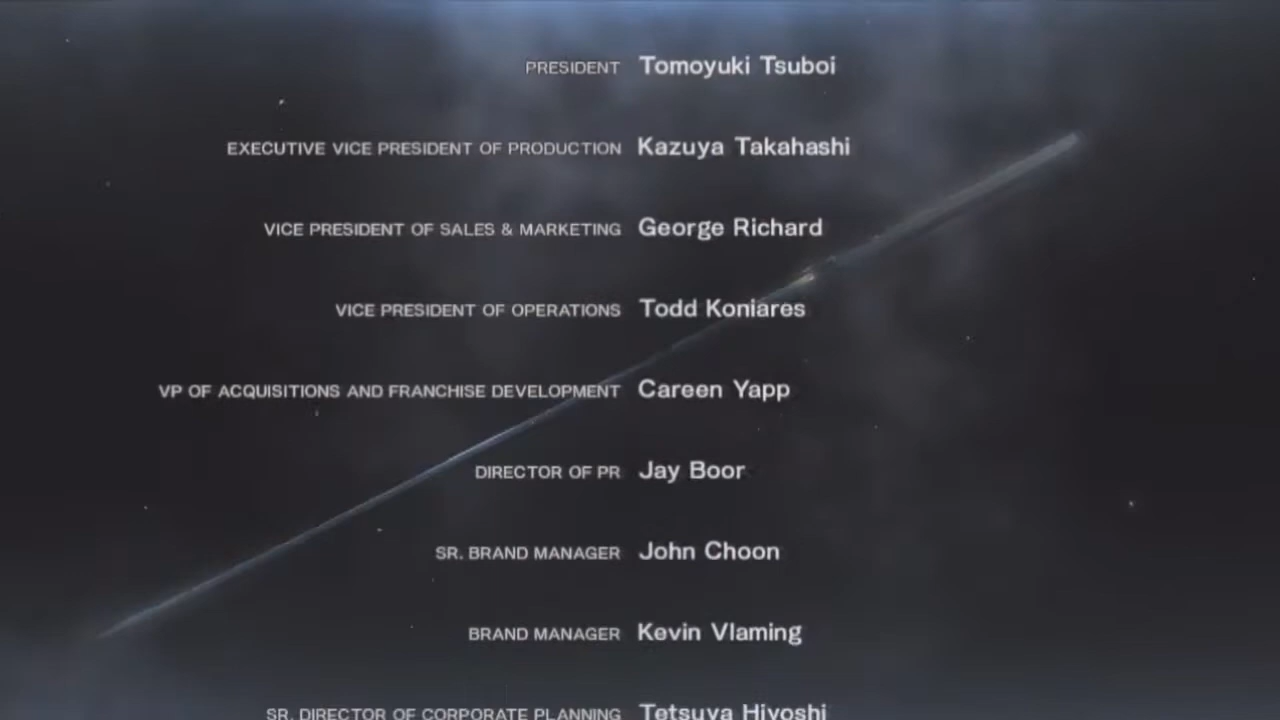 PRESIDENT Tomoyuki Tsuboi
EXECUTIVE VICE PRESIDENT OF PRODUCTION Kazuya Takahashi
VICE PRESIDENT OF SALES & MARKETING George Richard
VICE PRESIDENT OF OPERATIONS Todd Koniares
VP OF ACQUISITIONS AND FRANCHISE DEVELOPMENT Careen Yapp
DIRECTOR OF PR Jay Boor
SR. BRAND MANAGER John Choon
BRAND MANAGER Kevin Vlaming
SR. DIRECTOR OF CORPORATE PLANNING Tetsuya Hiyoshi